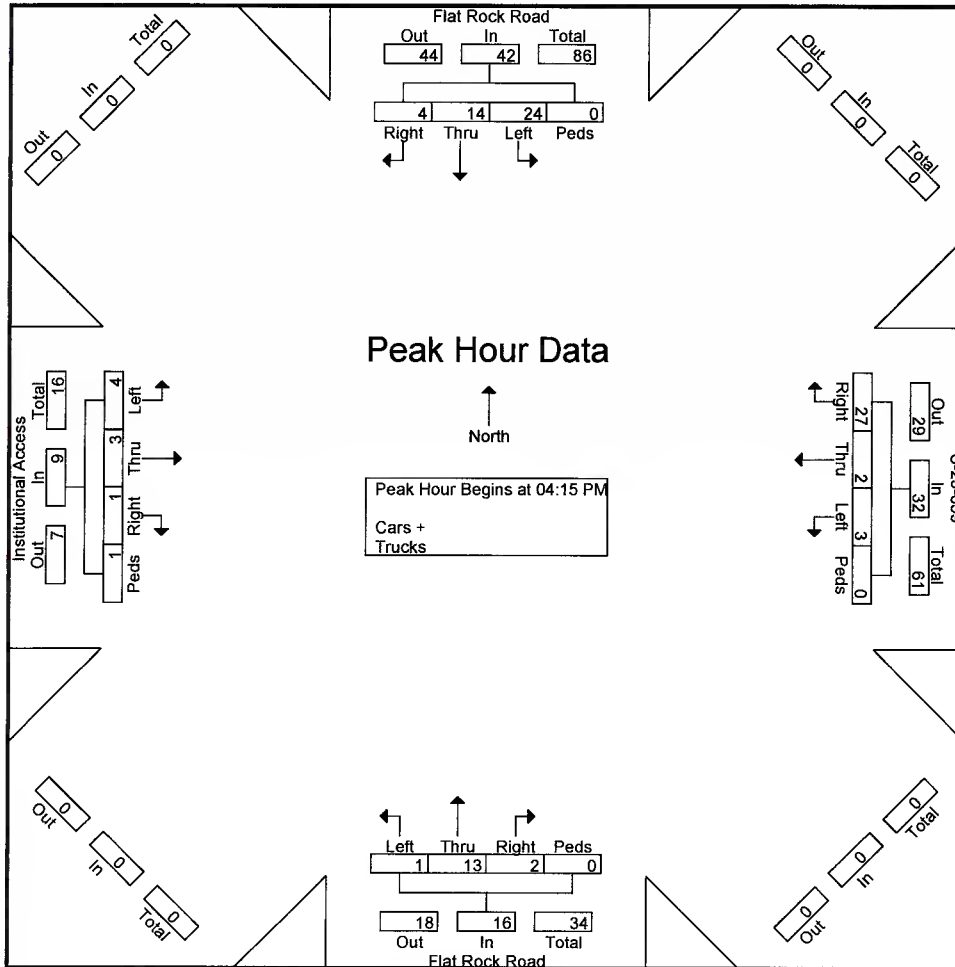 Flat Rock Road
Out In Total
44 42 86
4 14 24 0
Right Thru Left Peds
Total
0
In
0
Out
0
Out
0
In
0
Total
0
Peak Hour Data
North
Peak Hour Begins at 04:15 PM
Cars +
Trucks
Institutional Access
Total In Out
16 9 7
4 3 1 1
Left Thru Right Peds
Right Thru Left Peds
27 2 3 0
Out In Total
29 32 61
Left Thru Right Peds
1 13 2 0
18 16 34
Out In Total
Flat Rock Road
Out
0
In
0
Total
0
Total
0
In
0
Out
0